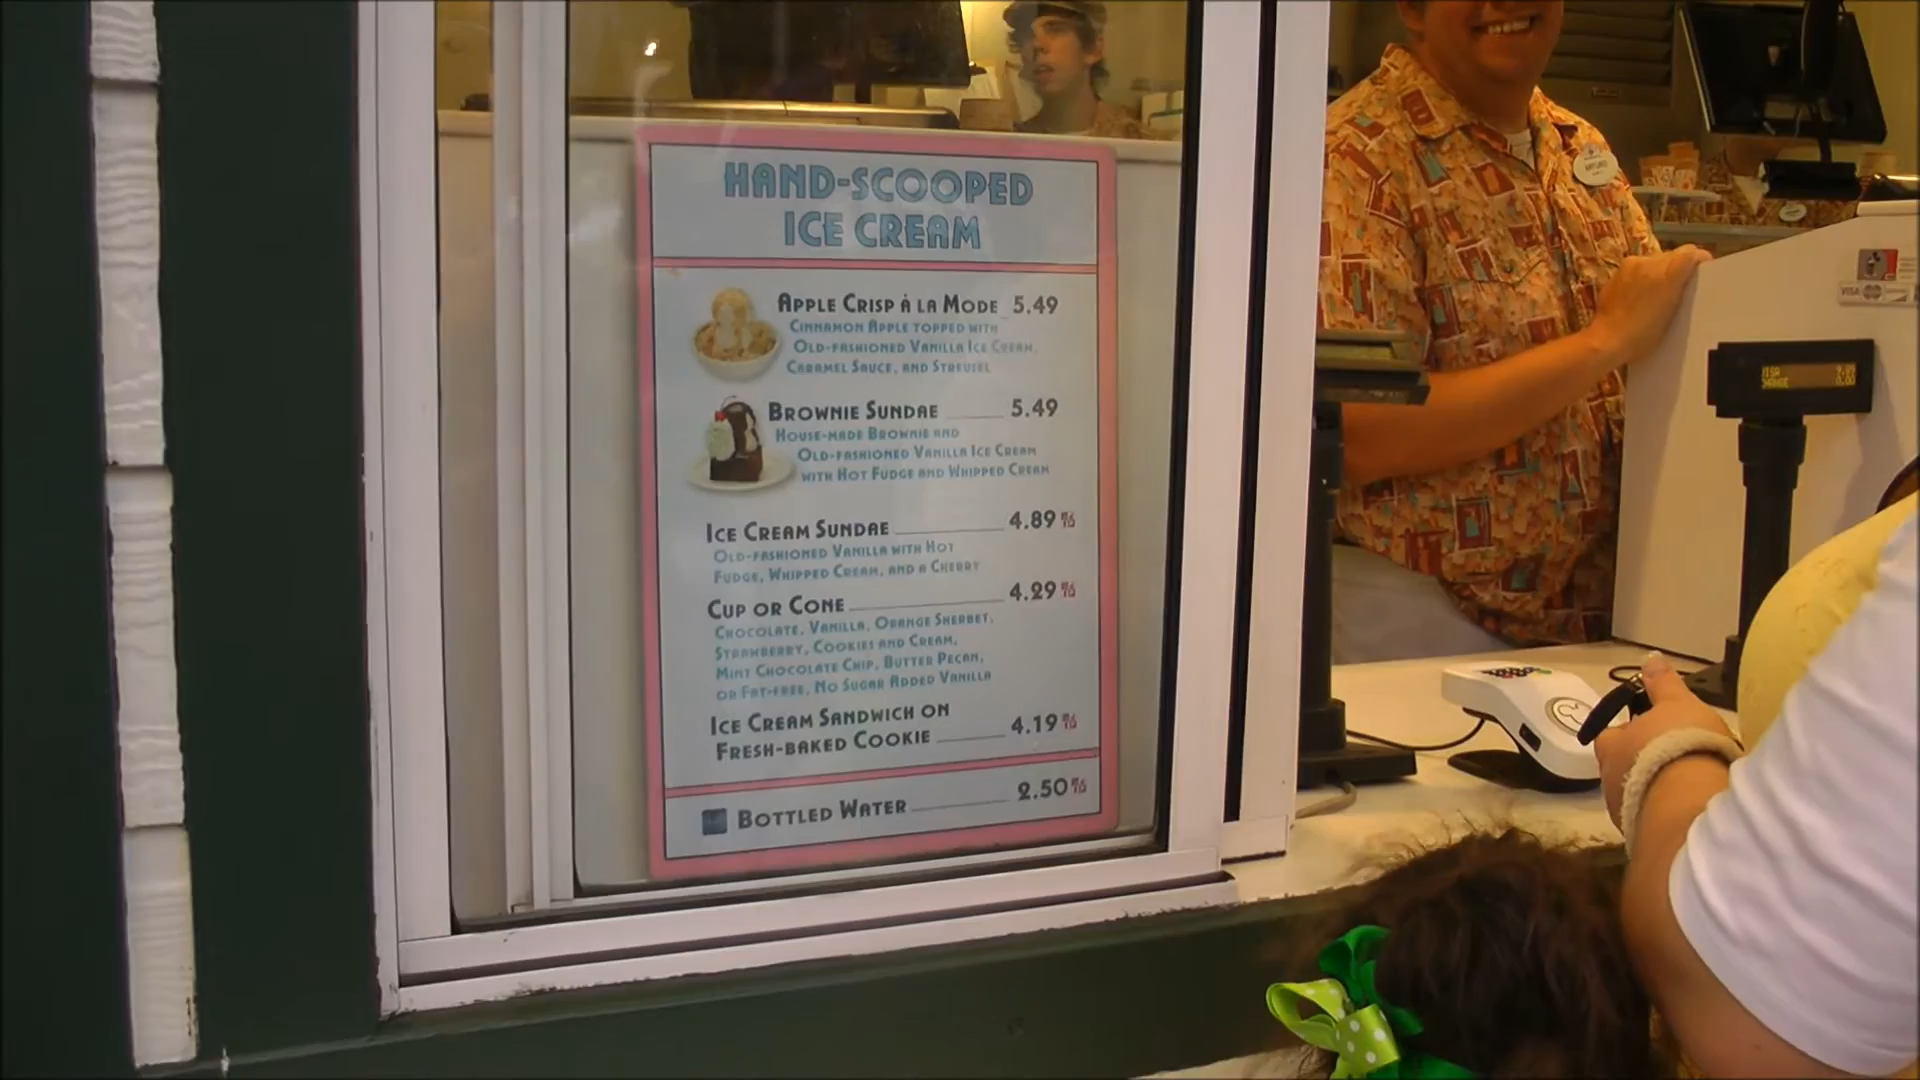 HAND-SCOOPED
ICE CREAM
APPLE CRISP À LA MODE 5.49
CINNAMON APPLE TOPPED WITH
OLD-FASHIONED VANILLA ICE CREAM,
CARAMEL SAUCE, AND STREUSEL
BROWNIE SUNDAE 5.49
HOUSE-MADE BROWNIE AND
OLD-FASHIONED VANILLA ICE CREAM
WITH HOT FUDGE AND WHIPPED CREAM
ICE CREAM SUNDAE 4.89
OLD-FASHIONED VANILLA WITH HOT
FUDGE, WHIPPED CREAM, AND A CHERRY
CUP OR CONE 4.29
CHOCOLATE, VANILLA, ORANGE SHERBET,
STRAWBERRY, COOKIES AND CREAM,
MINT CHOCOLATE CHIP, BUTTER PECAN,
OR FAT-FREE, NO SUGAR ADDED VANILLA
ICE CREAM SANDWICH ON
FRESH-BAKED COOKIE 4.19
BOTTLED WATER 2.50
VISA
VISA
CHANGE 0.00